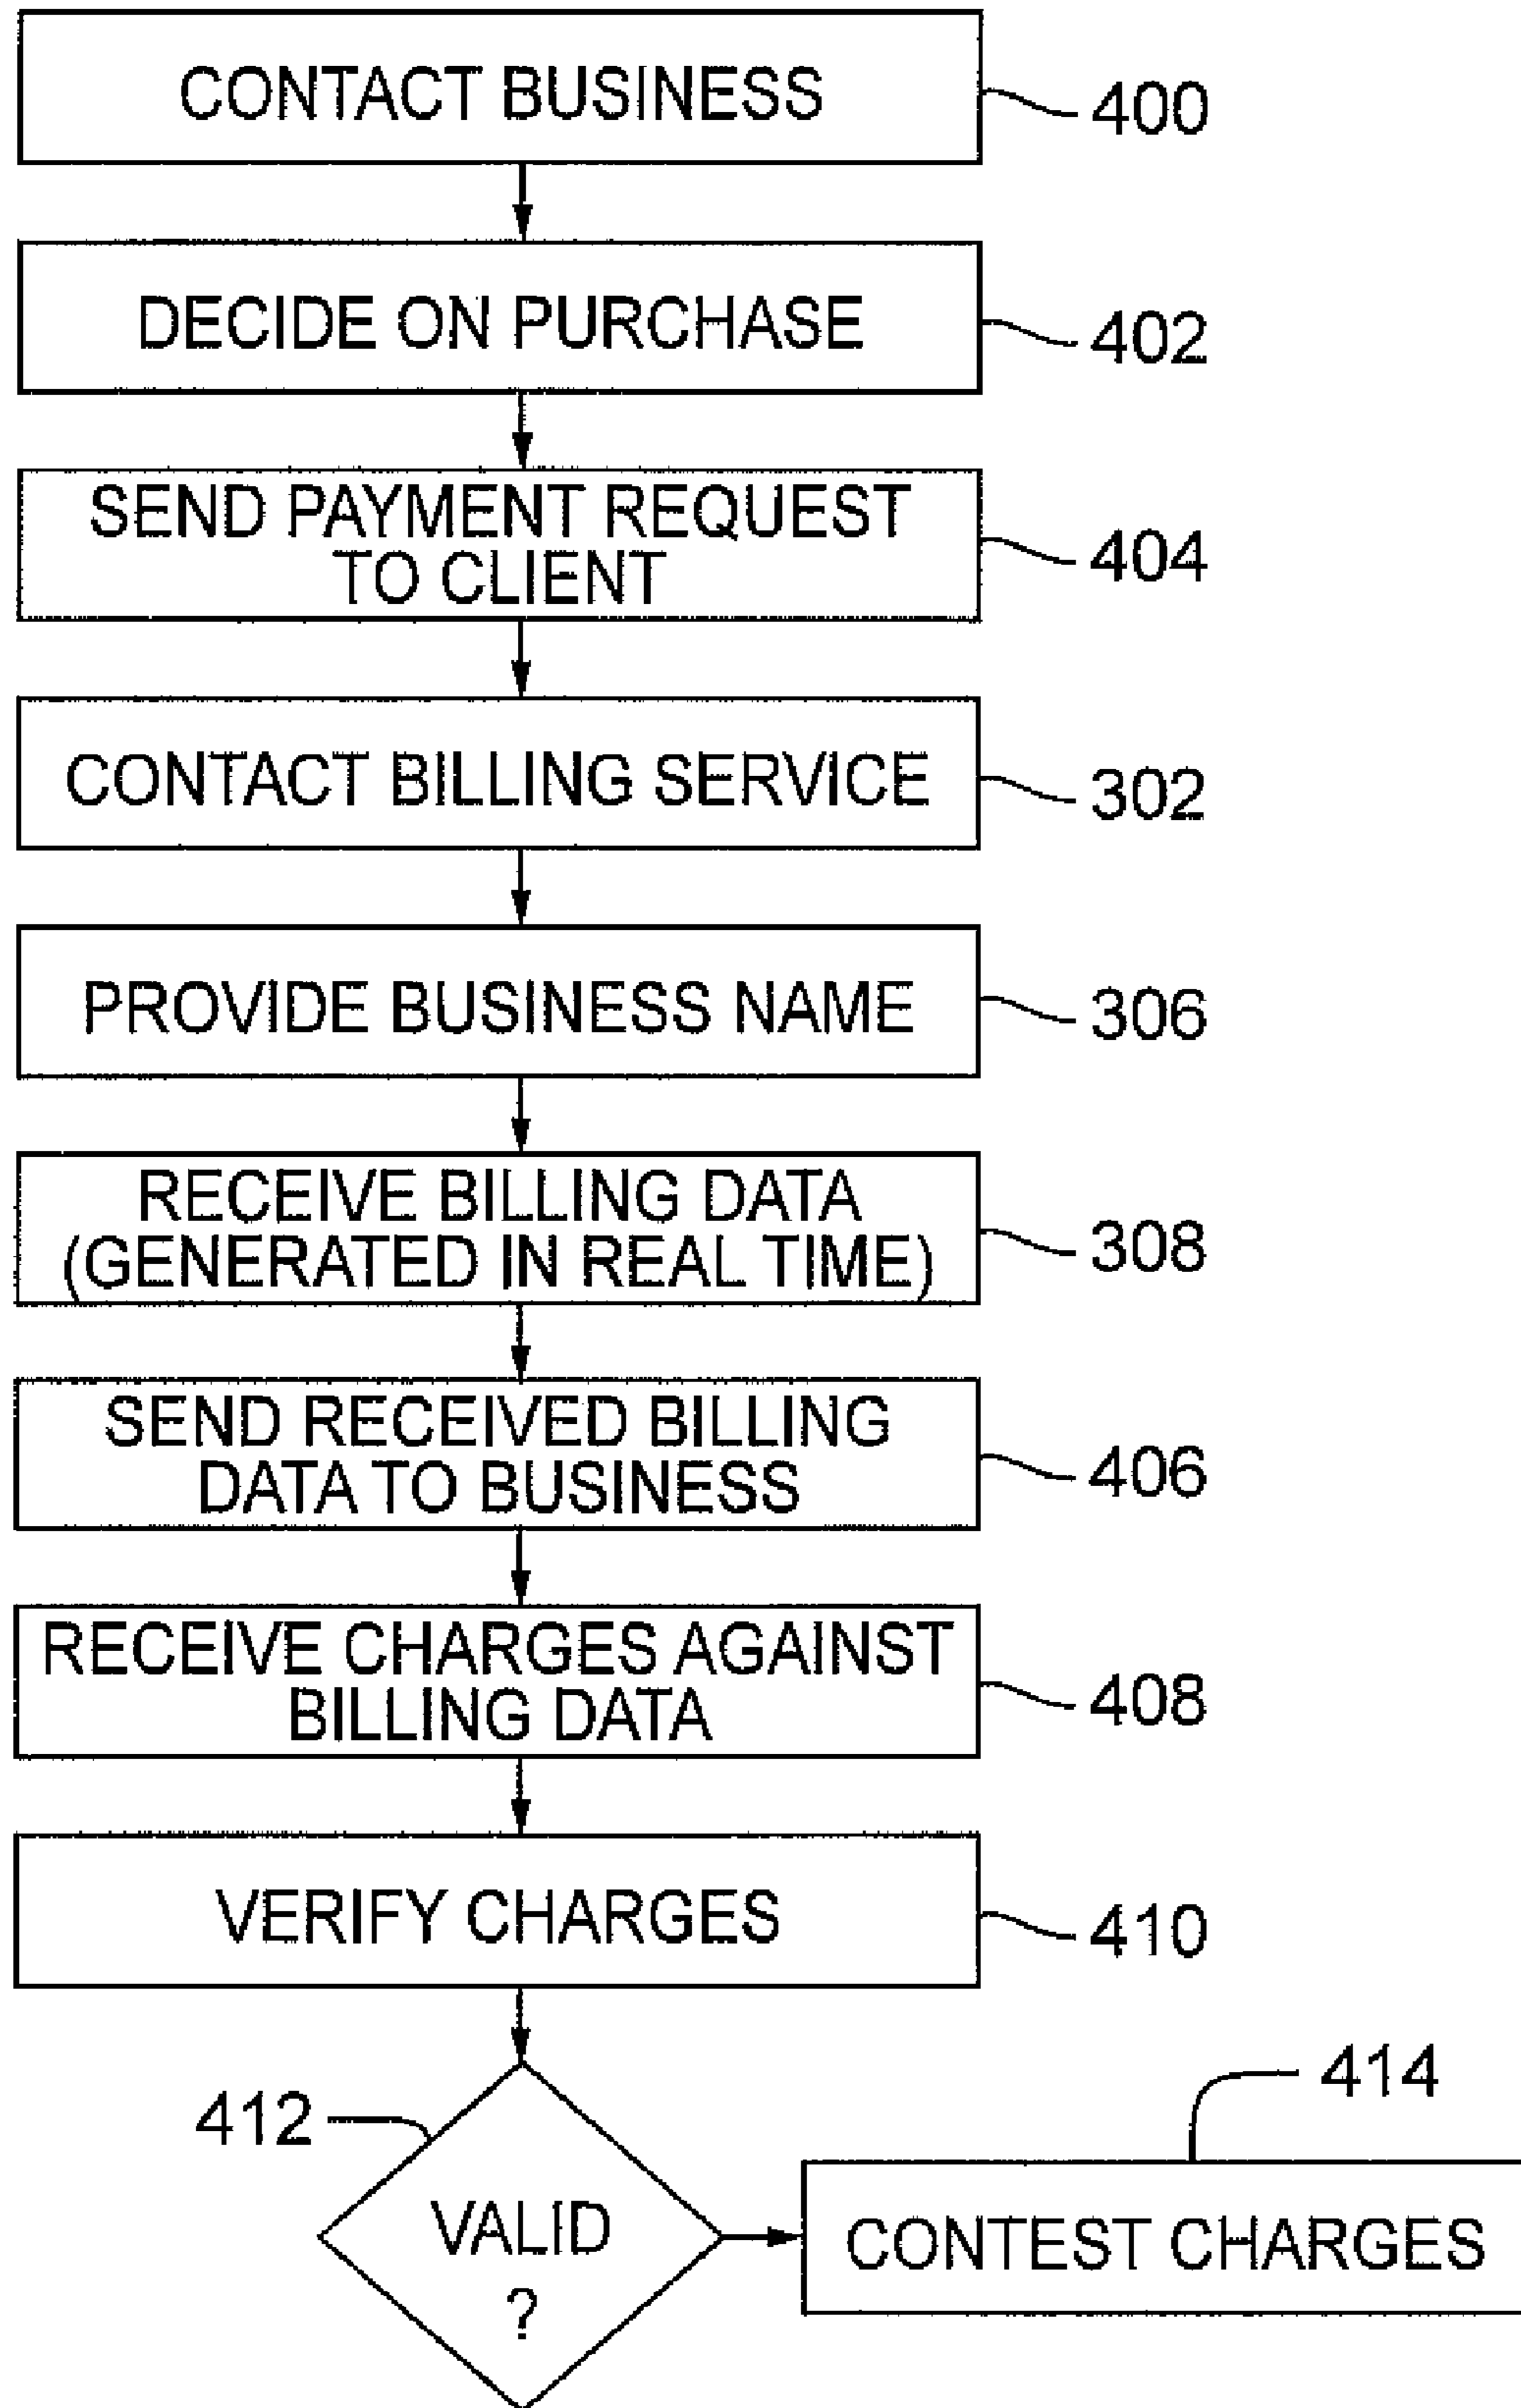 CONTACT BUSINESS
400
DECIDE ON PURCHASE
402
SEND PAYMENT REQUEST
TO CLIENT
404
CONTACT BILLING SERVICE
302
PROVIDE BUSINESS NAME
306
RECEIVE BILLING DATA
(GENERATED IN REAL TIME)
308
SEND RECEIVED BILLING
DATA TO BUSINESS
406
RECEIVE CHARGES AGAINST
BILLING DATA
408
VERIFY CHARGES
410
412
VALID
?
414
CONTEST CHARGES